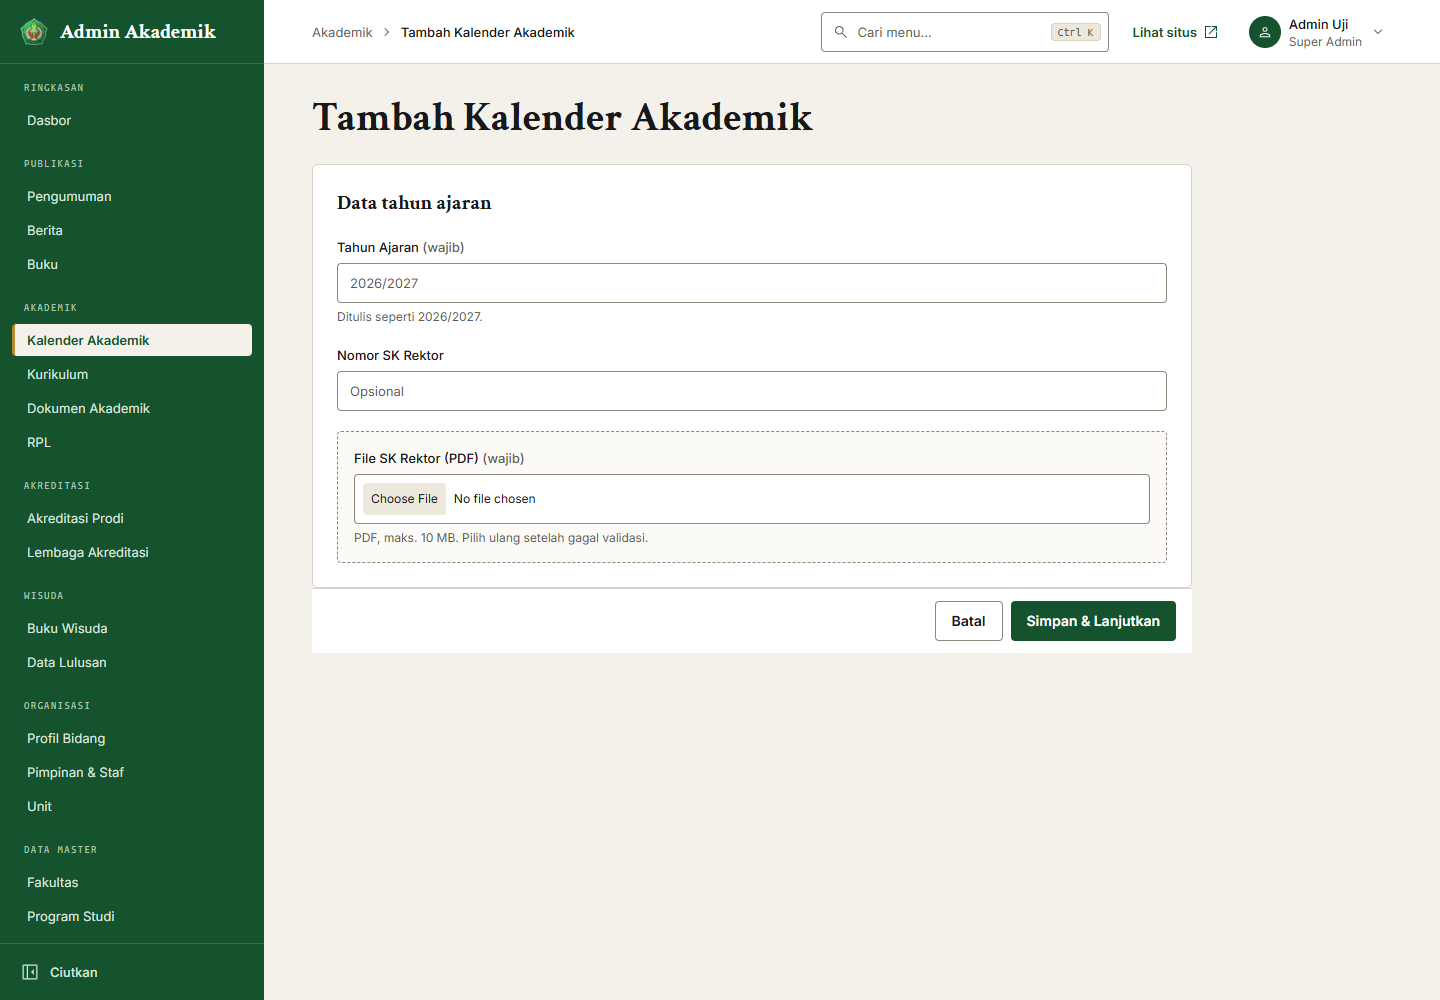 Admin Akademik
RINGKASAN
Dasbor
PUBLIKASI
Pengumuman
Berita
Buku
AKADEMIK
Kalender Akademik
Kurikulum
Dokumen Akademik
RPL
AKREDITASI
Akreditasi Prodi
Lembaga Akreditasi
WISUDA
Buku Wisuda
Data Lulusan
ORGANISASI
Profil Bidang
Pimpinan & Staf
Unit
DATA MASTER
Fakultas
Program Studi
Ciutkan
Akademik > Tambah Kalender Akademik
Cari menu... Ctrl K
Lihat situs
Admin Uji
Super Admin
Tambah Kalender Akademik
Data tahun ajaran
Tahun Ajaran (wajib)
2026/2027
Ditulis seperti 2026/2027.
Nomor SK Rektor
Opsional
File SK Rektor (PDF) (wajib)
Choose File No file chosen
PDF, maks. 10 MB. Pilih ulang setelah gagal validasi.
Batal
Simpan & Lanjutkan